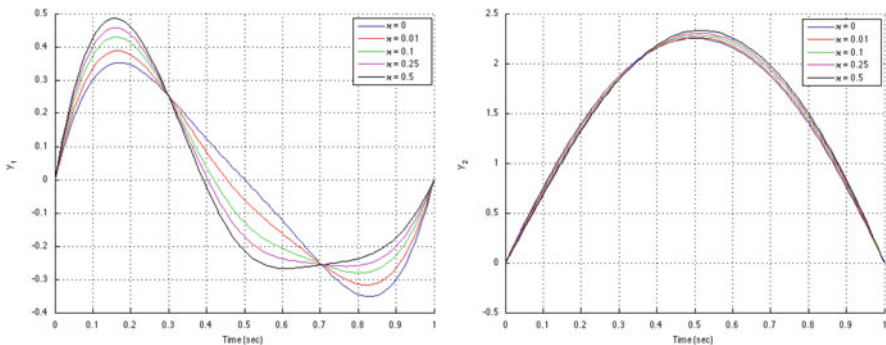 0.5
0.4
0.3
0.2
0.1
0
-0.1
-0.2
-0.3
-0.4
Y₁
0 0.1 0.2 0.3 0.4 0.5 0.6 0.7 0.8 0.9 1
Time (sec)
ϰ = 0
ϰ = 0.01
ϰ = 0.1
ϰ = 0.25
ϰ = 0.5
2.5
2
1.5
1
0.5
0
-0.5
Y₂
0 0.1 0.2 0.3 0.4 0.5 0.6 0.7 0.8 0.9 1
Time (sec)
ϰ = 0
ϰ = 0.01
ϰ = 0.1
ϰ = 0.25
ϰ = 0.5